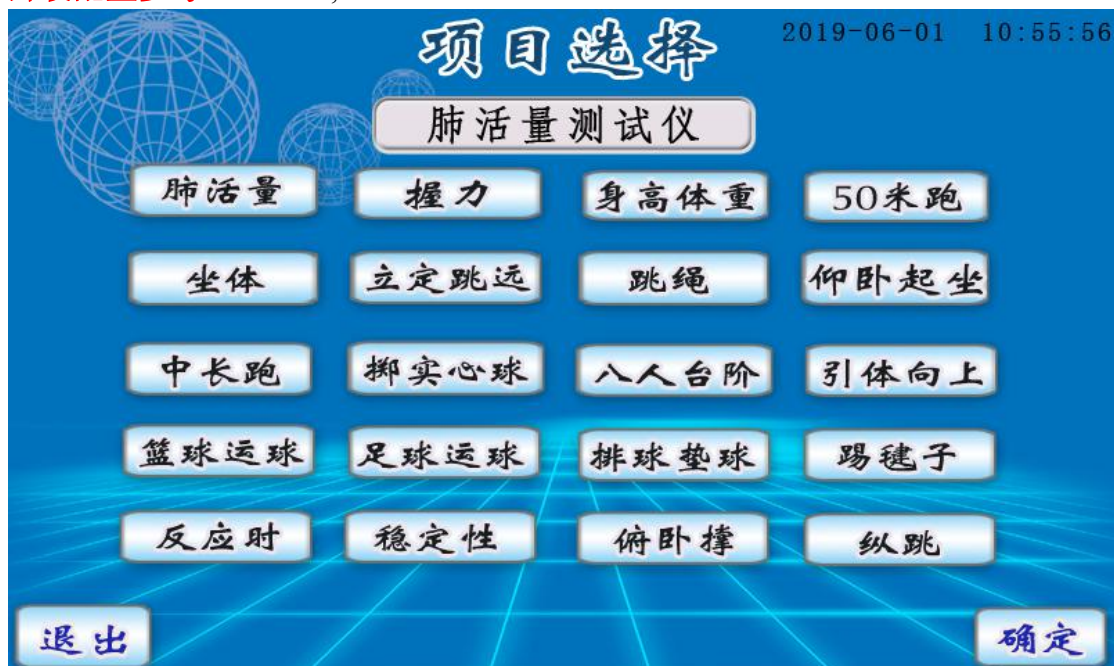 项目选择 2019-06-01 10:55:56
肺活量测试仪
肺活量 握力 身高体重 50米跑
坐体 立定跳远 跳绳 仰卧起坐
中长跑 掷实心球 八人台阶 引体向上
篮球运球 足球运球 排球垫球 踢毽子
反应时 稳定性 俯卧撑 纵跳
退出 确定